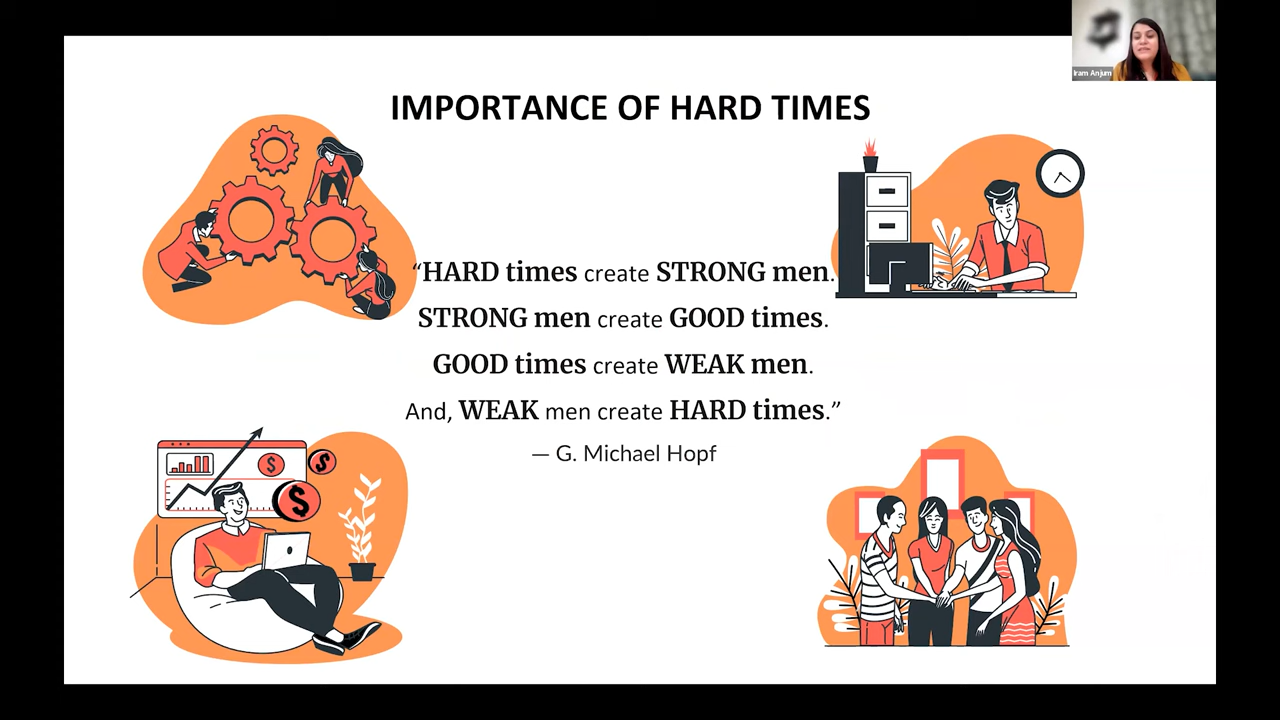 Iram Anjum
IMPORTANCE OF HARD TIMES
“HARD times create STRONG men.
STRONG men create GOOD times.
GOOD times create WEAK men.
And, WEAK men create HARD times.”
— G. Michael Hopf
$
$
$